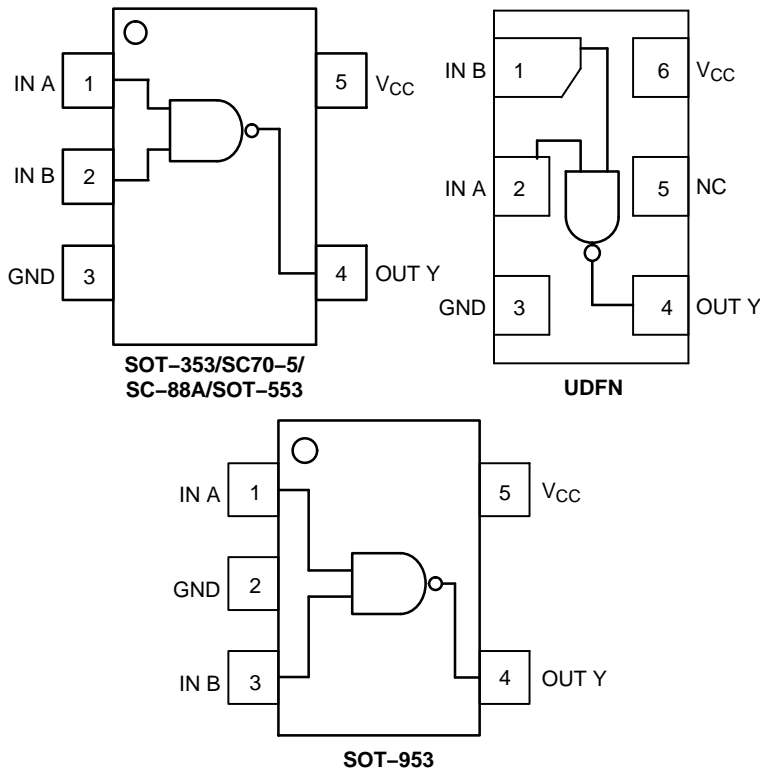 IN A 1 5 VCC
IN B 2
GND 3 4 OUT Y
SOT–353/SC70–5/
SC–88A/SOT–553
IN B 1 6 VCC
IN A 2 5 NC
GND 3 4 OUT Y
UDFN
IN A 1 5 VCC
GND 2
IN B 3 4 OUT Y
SOT–953